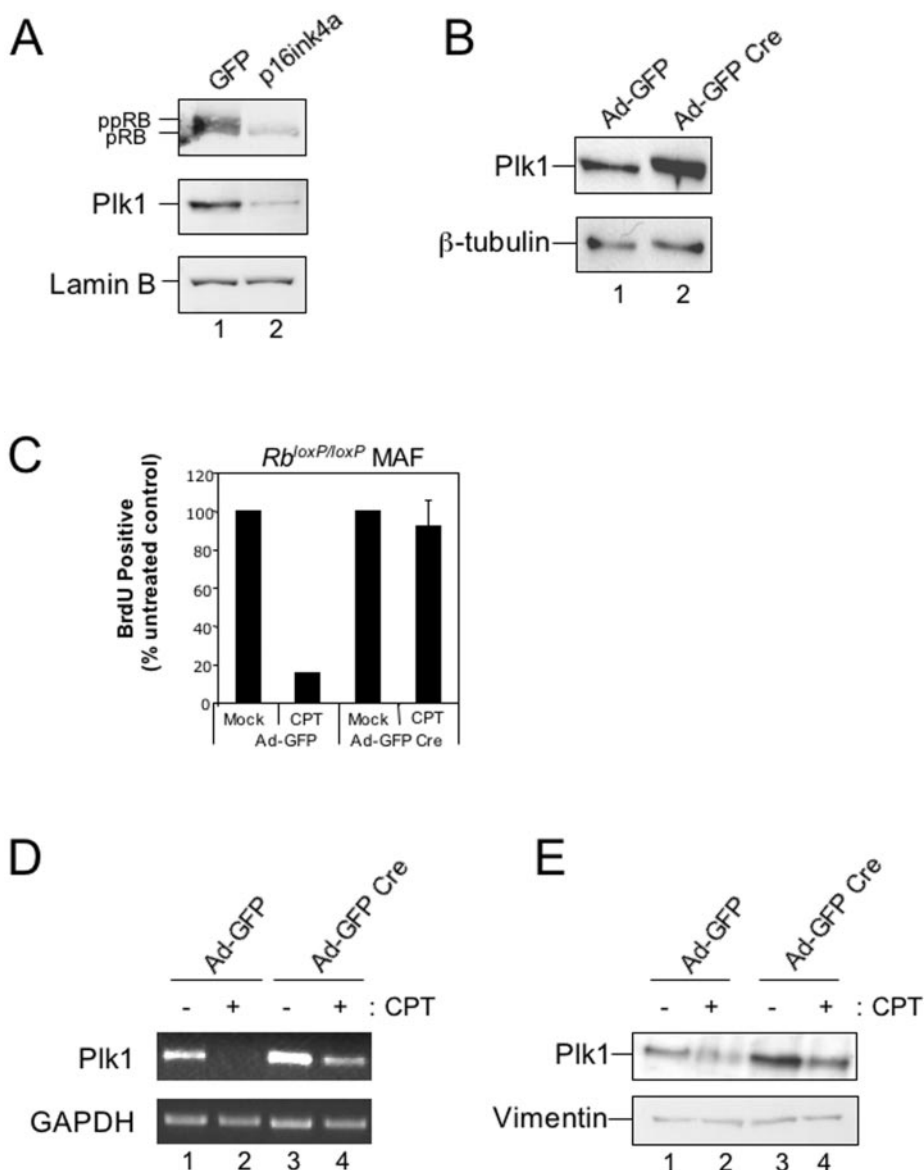 A
GFP p16ink4a
ppRB
pRB
Plk1
Lamin B
1 2
B
Ad-GFP Ad-GFP Cre
Plk1
β-tubulin
1 2
C
Rb^loxP/loxP MAF
BrdU Positive
(% untreated control)
120
100
80
60
40
20
0
Mock CPT Mock CPT
Ad-GFP Ad-GFP Cre
D
Ad-GFP Ad-GFP Cre
- + - + : CPT
Plk1
GAPDH
1 2 3 4
E
Ad-GFP Ad-GFP Cre
- + - + : CPT
Plk1
Vimentin
1 2 3 4